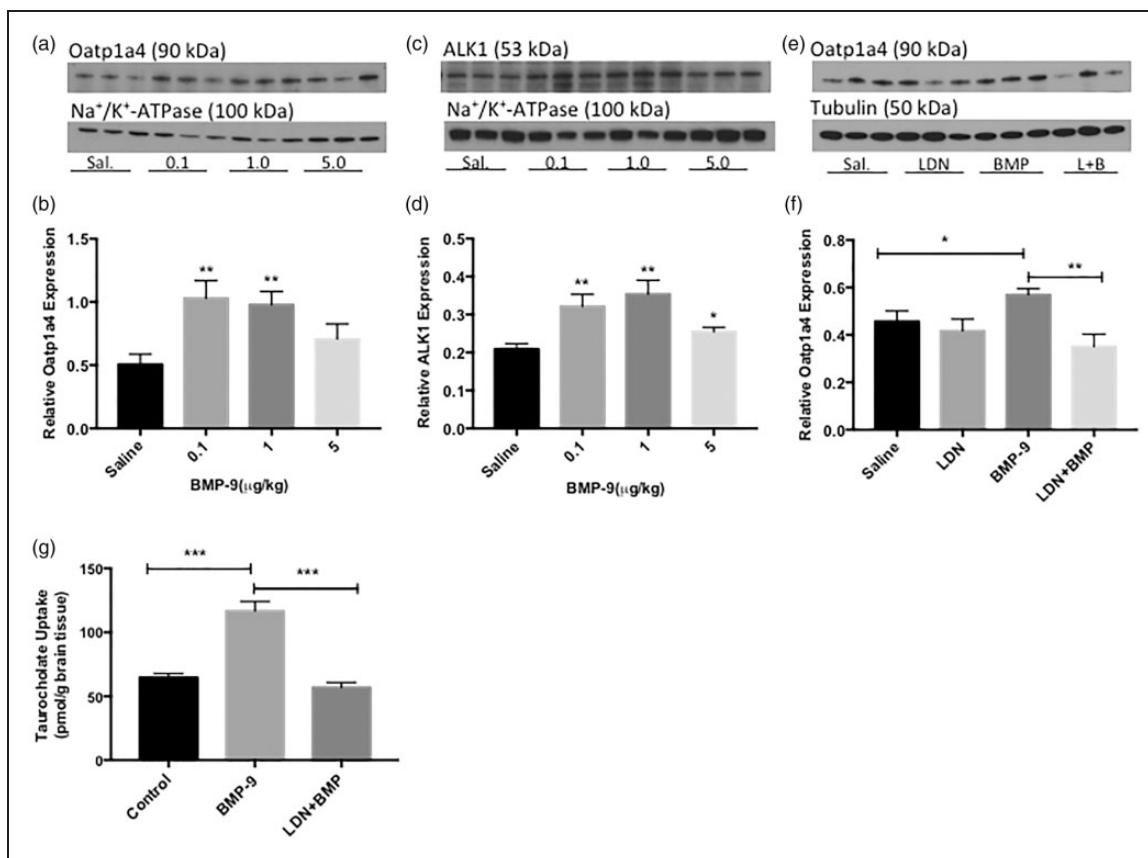 (a)
Oatp1a4 (90 kDa)
Na⁺/K⁺-ATPase (100 kDa)
Sal. 0.1 1.0 5.0
(c)
ALK1 (53 kDa)
Na⁺/K⁺-ATPase (100 kDa)
Sal. 0.1 1.0 5.0
(e)
Oatp1a4 (90 kDa)
Tubulin (50 kDa)
Sal. LDN BMP L+B
(b)
Relative Oatp1a4 Expression
1.5
1.0
0.5
0.0
** **
Saline 0.1 1 5
BMP-9(μg/kg)
(d)
Relative ALK1 Expression
0.5
0.4
0.3
0.2
0.1
0.0
** ** *
Saline 0.1 1 5
BMP-9(μg/kg)
(f)
Relative Oatp1a4 Expression
0.8
0.6
0.4
0.2
0.0
* **
Saline LDN BMP-9 LDN+BMP
(g)
Taurocholate Uptake
(pmol/g brain tissue)
150
100
50
0
*** ***
Control BMP-9 LDN+BMP